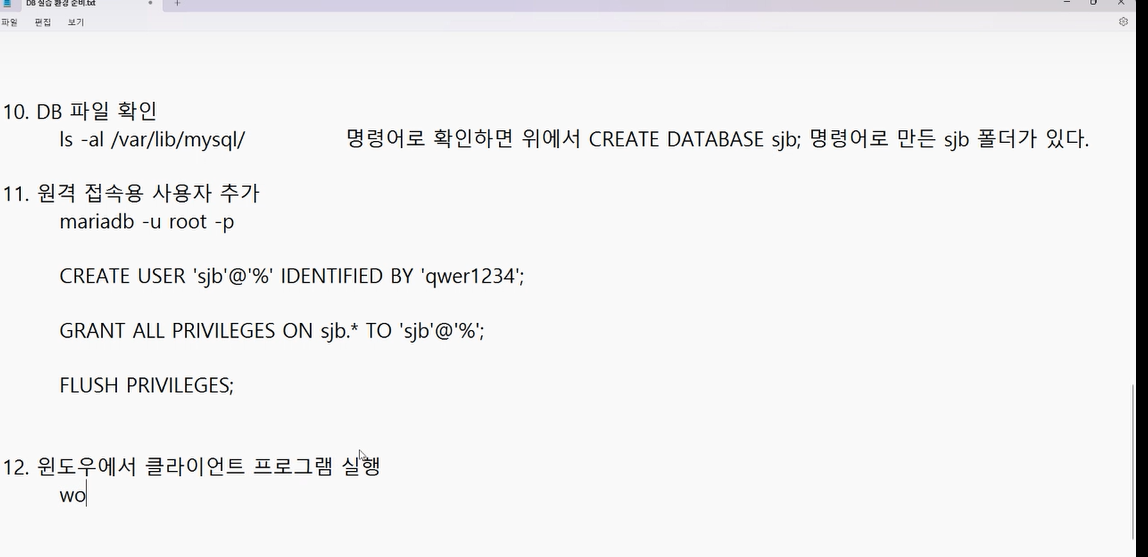 DB 실습 환경 준비.txt
파일 편집 보기
10. DB 파일 확인
ls -al /var/lib/mysql/ 명령어로 확인하면 위에서 CREATE DATABASE sjb; 명령어로 만든 sjb 폴더가 있다.
11. 원격 접속용 사용자 추가
mariadb -u root -p
CREATE USER 'sjb'@'%' IDENTIFIED BY 'qwer1234';
GRANT ALL PRIVILEGES ON sjb.* TO 'sjb'@'%';
FLUSH PRIVILEGES;
12. 윈도우에서 클라이언트 프로그램 실행
wo